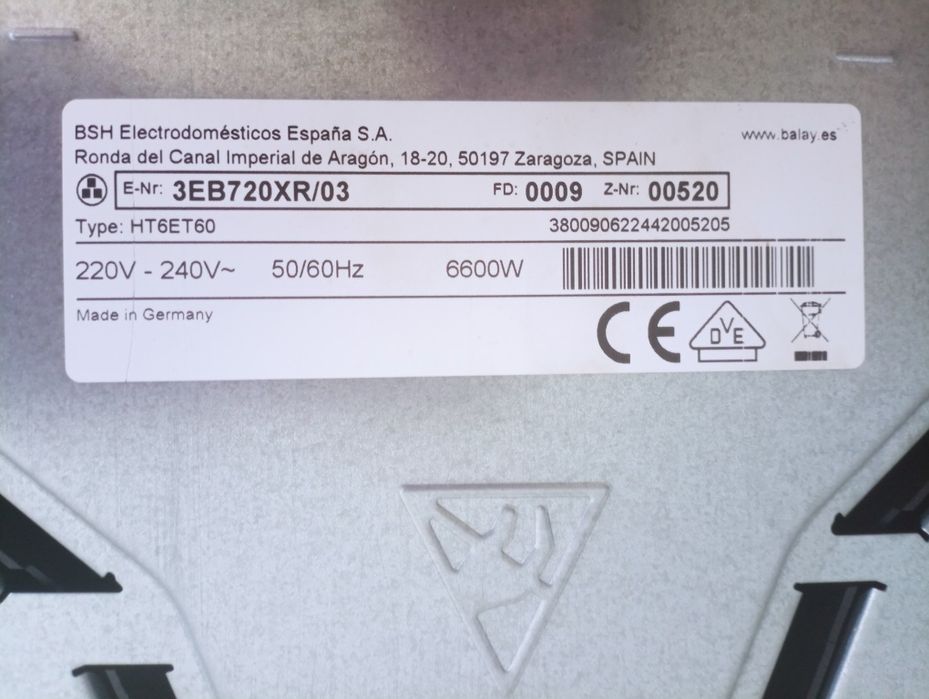 BSH Electrodomésticos España S.A. www.balay.es
Ronda del Canal Imperial de Aragón, 18-20, 50197 Zaragoza, SPAIN
E-Nr: 3EB720XR/03 FD: 0009 Z-Nr: 00520
Type: HT6ET60 380090622442005205
220V - 240V~ 50/60Hz 6600W
Made in Germany
CE DVE